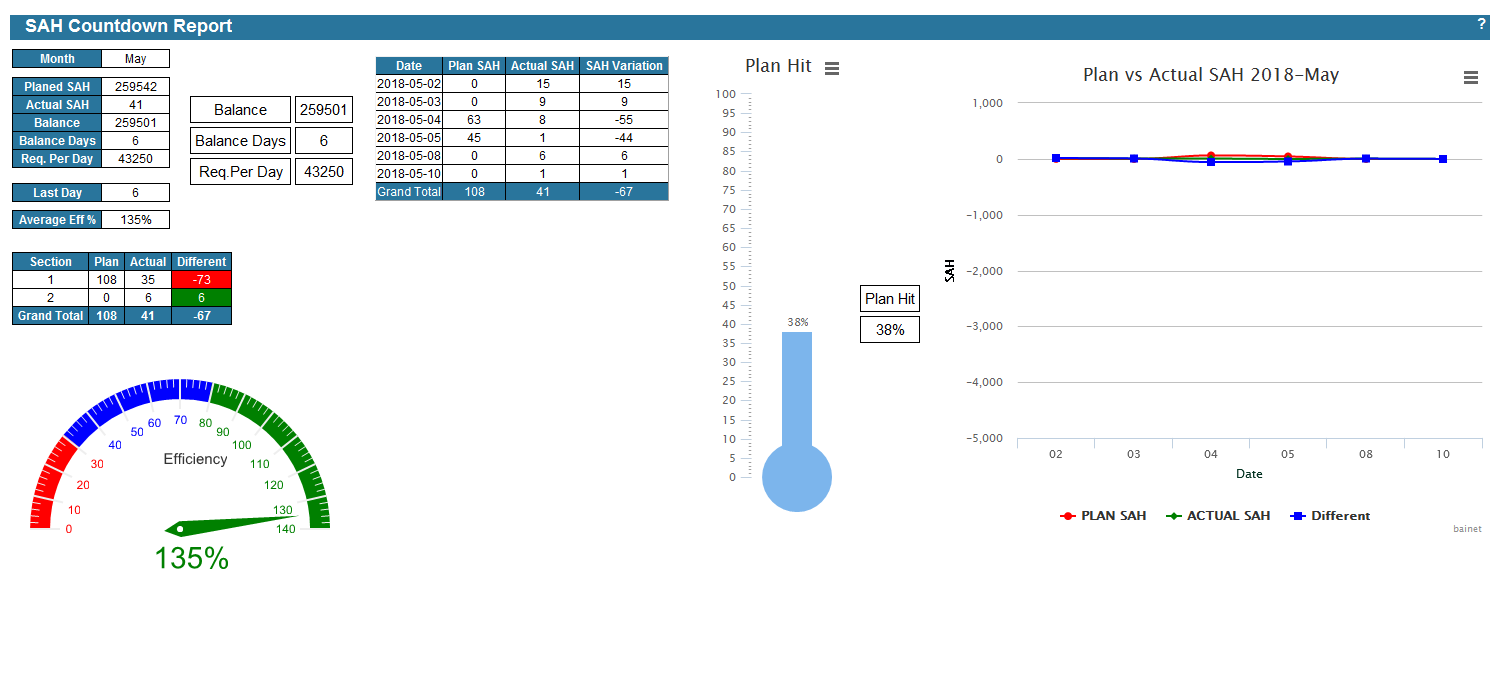 SAH Countdown Report ?
Month May
Planed SAH 259542
Actual SAH 41
Balance 259501
Balance Days 6
Req. Per Day 43250
Last Day 6
Average Eff % 135%
Balance 259501
Balance Days 6
Req.Per Day 43250
Date Plan SAH Actual SAH SAH Variation
2018-05-02 0 15 15
2018-05-03 0 9 9
2018-05-04 63 8 -55
2018-05-05 45 1 -44
2018-05-08 0 6 6
2018-05-10 0 1 1
Grand Total 108 41 -67
Section Plan Actual Different
1 108 35 -73
2 0 6 6
Grand Total 108 41 -67
0
10
20
30
40
50
60
70
80
90
100
110
120
130
140
Efficiency
135%
Plan Hit
100
95
90
85
80
75
70
65
60
55
50
45
40
35
30
25
20
15
10
5
0
38%
Plan Hit
38%
Plan vs Actual SAH 2018-May
SAH
1,000
0
-1,000
-2,000
-3,000
-4,000
-5,000
02 03 04 05 08 10
Date
PLAN SAH ACTUAL SAH Different
bainet